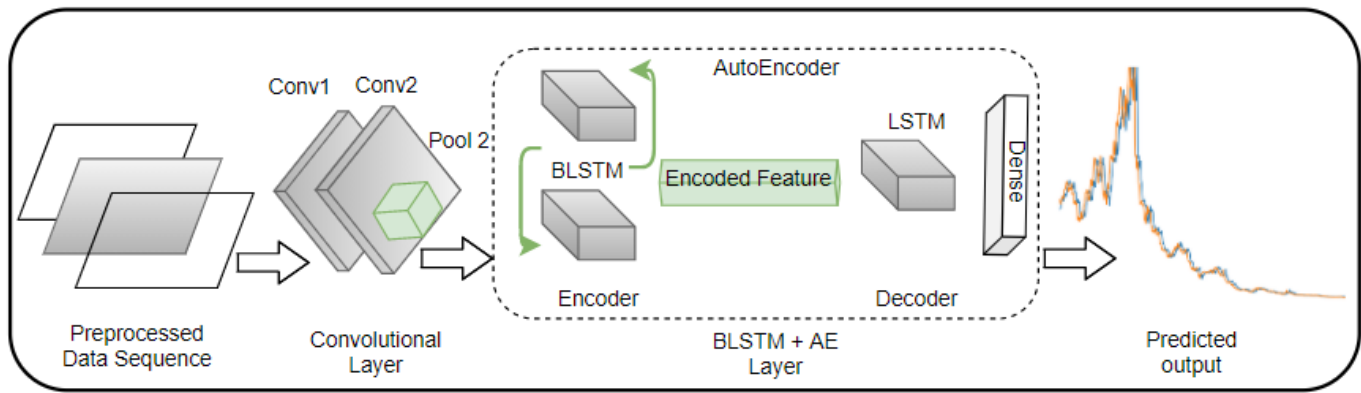 Conv1
Conv2
Pool 2
AutoEncoder
BLSTM
Encoded Feature
LSTM
Dense
Encoder
Decoder
Preprocessed
Data Sequence
Convolutional
Layer
BLSTM + AE
Layer
Predicted
output